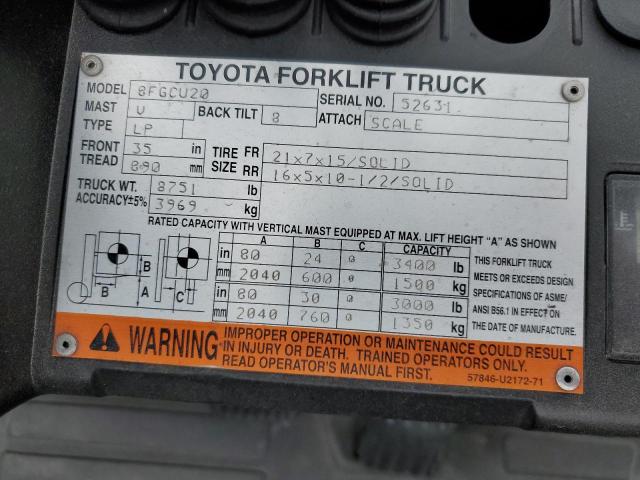 TOYOTA FORKLIFT TRUCK
MODEL 8FGCU20 SERIAL NO. 52631
MAST V BACK TILT 8 ATTACH SCALE
TYPE LP
FRONT TREAD 35 in TIRE SIZE FR 21x7x15/SOLID
890 mm RR 16x5x10-1/2/SOLID
TRUCK WT. 8751 lb
ACCURACY±5% 3969 kg
RATED CAPACITY WITH VERTICAL MAST EQUIPPED AT MAX. LIFT HEIGHT "A" AS SHOWN
A B C CAPACITY
in 80 24 0 3400 lb
mm 2040 600 0 1500 kg
in 80 30 0 3000 lb
mm 2040 760 0 1350 kg
B B A C
THIS FORKLIFT TRUCK
MEETS OR EXCEEDS DESIGN
SPECIFICATIONS OF ASME/
ANSI B56.1 IN EFFECT ON
THE DATE OF MANUFACTURE.
WARNING
IMPROPER OPERATION OR MAINTENANCE COULD RESULT
IN INJURY OR DEATH. TRAINED OPERATORS ONLY.
READ OPERATOR'S MANUAL FIRST.
57846-U2172-71